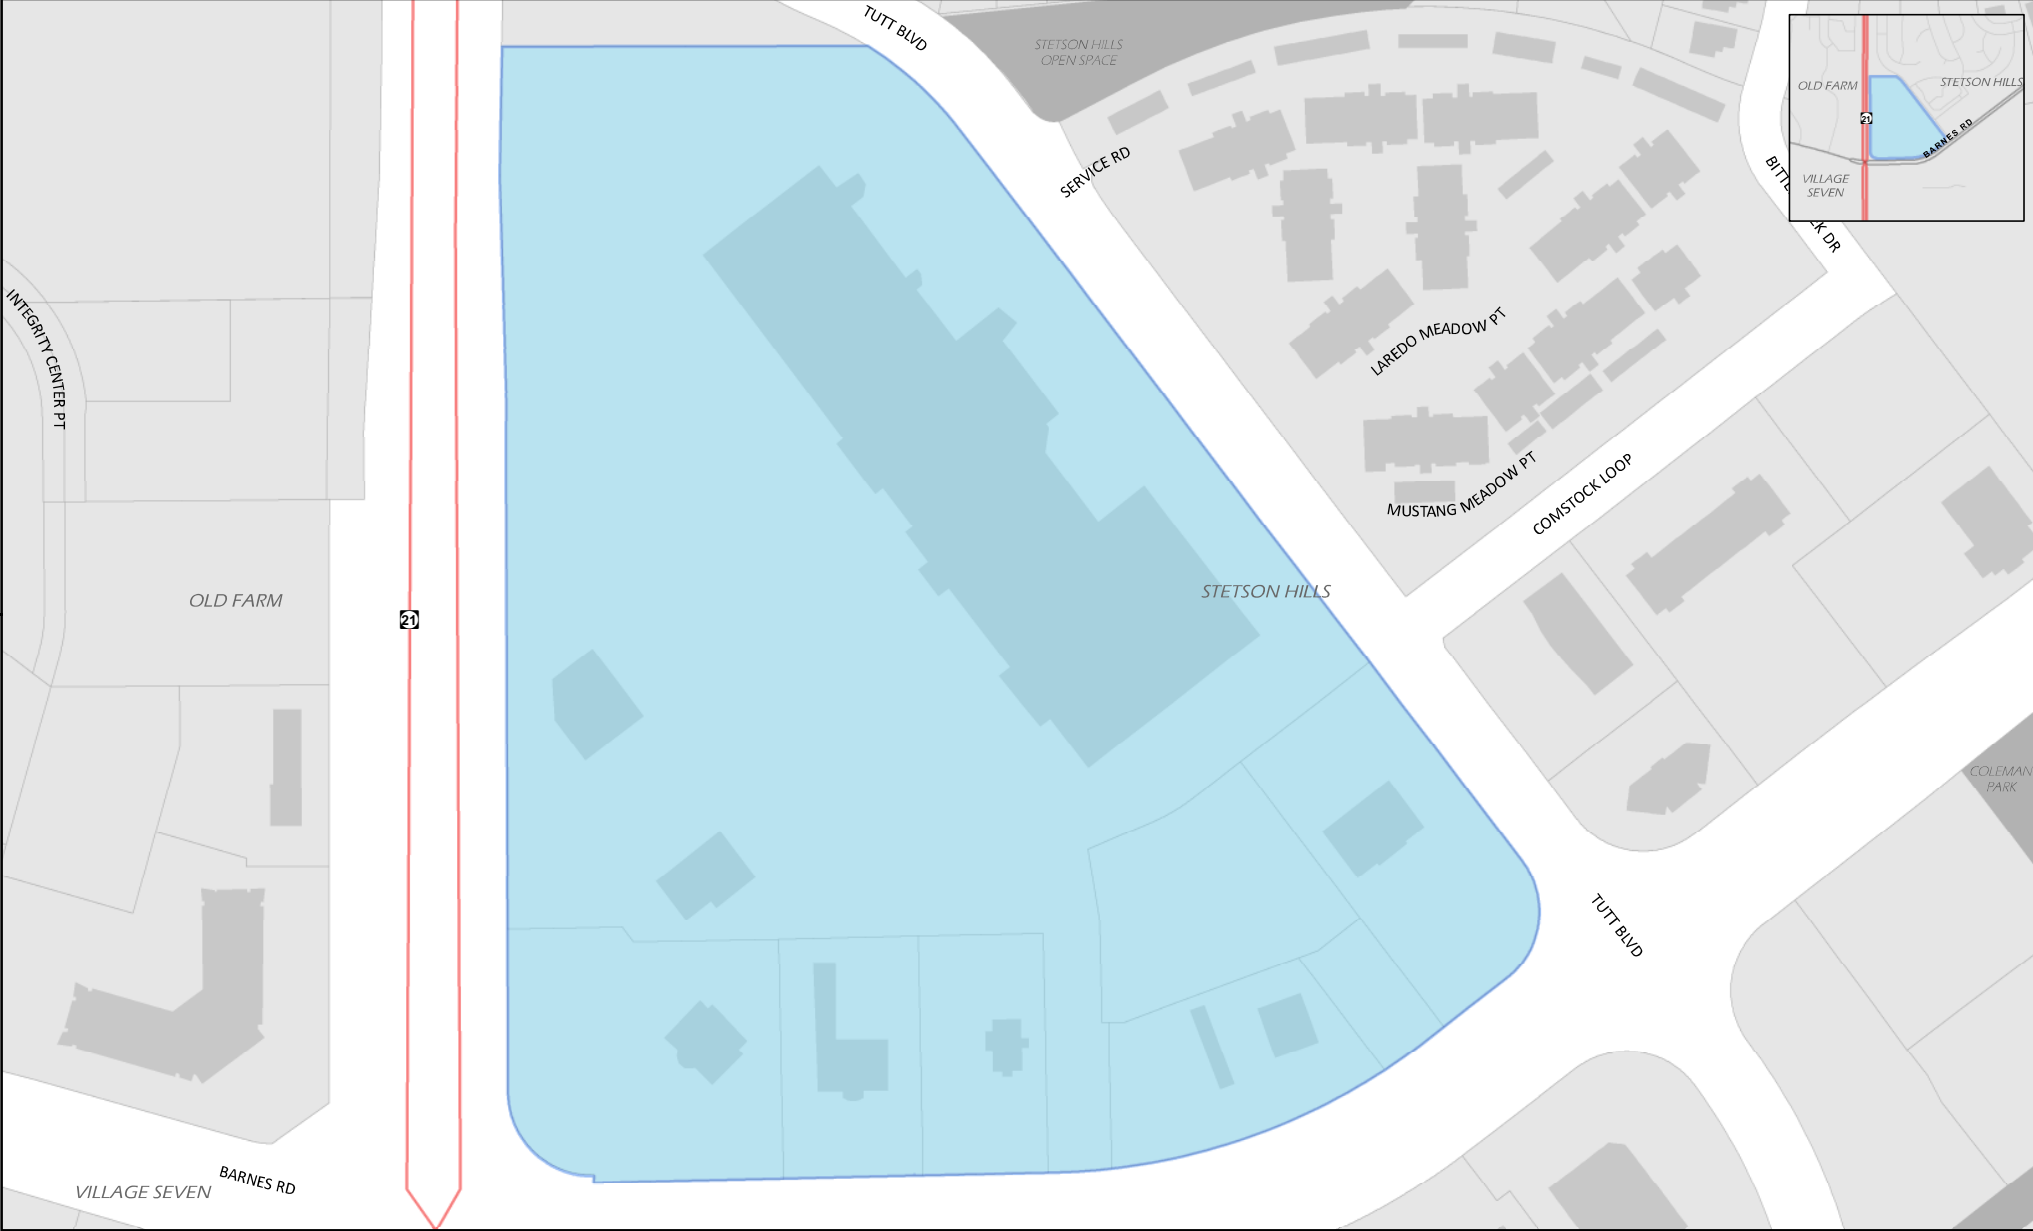 TUTT BLVD
STETSON HILLS
OPEN SPACE
SERVICE RD
INTEGRITY CENTER PT
LAREDO MEADOW PT
MUSTANG MEADOW PT
COMSTOCK LOOP
OLD FARM
21
STETSON HILLS
COLEMAN
PARK
TUTT BLVD
BARNES RD
VILLAGE SEVEN
OLD FARM
STETSON HILLS
21
BARNES RD
VILLAGE
SEVEN
DR